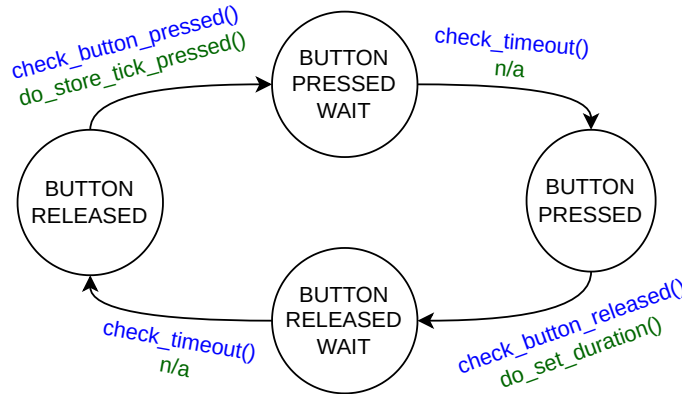 check_button_pressed()
do_store_tick_pressed()
BUTTON
PRESSED
WAIT
check_timeout()
n/a
BUTTON
RELEASED
BUTTON
PRESSED
BUTTON
RELEASED
WAIT
check_timeout()
n/a
check_button_released()
do_set_duration()